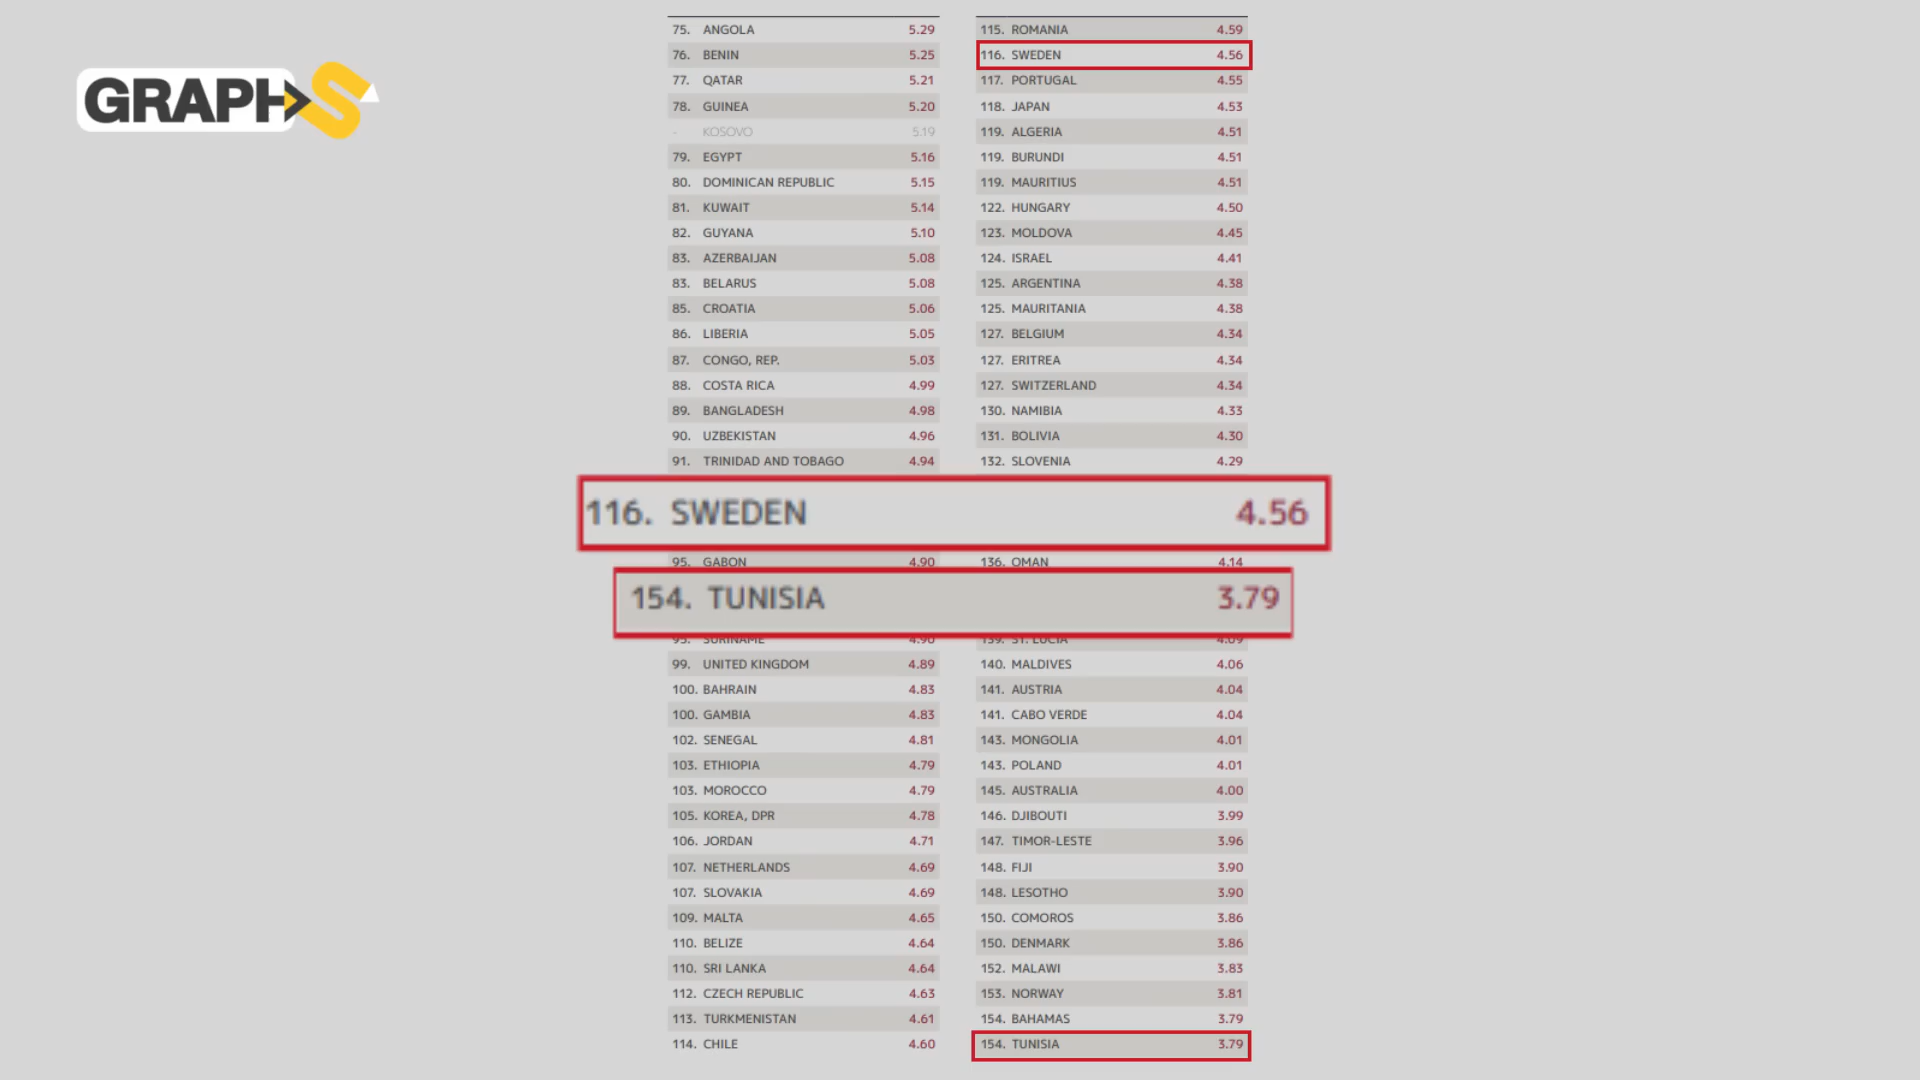 GRAPHS
75. ANGOLA 5.29
76. BENIN 5.25
77. QATAR 5.21
78. GUINEA 5.20
- KOSOVO 5.19
79. EGYPT 5.16
80. DOMINICAN REPUBLIC 5.15
81. KUWAIT 5.14
82. GUYANA 5.10
83. AZERBAIJAN 5.08
83. BELARUS 5.08
85. CROATIA 5.06
86. LIBERIA 5.05
87. CONGO, REP. 5.03
88. COSTA RICA 4.99
89. BANGLADESH 4.98
90. UZBEKISTAN 4.96
91. TRINIDAD AND TOBAGO 4.94
115. ROMANIA 4.59
116. SWEDEN 4.56
117. PORTUGAL 4.55
118. JAPAN 4.53
119. ALGERIA 4.51
119. BURUNDI 4.51
119. MAURITIUS 4.51
122. HUNGARY 4.50
123. MOLDOVA 4.45
124. ISRAEL 4.41
125. ARGENTINA 4.38
125. MAURITANIA 4.38
127. BELGIUM 4.34
127. ERITREA 4.34
127. SWITZERLAND 4.34
130. NAMIBIA 4.33
131. BOLIVIA 4.30
132. SLOVENIA 4.29
116. SWEDEN 4.56
95. GABON 4.90
136. OMAN 4.14
154. TUNISIA 3.79
95. SURINAME 4.90
99. UNITED KINGDOM 4.89
100. BAHRAIN 4.83
100. GAMBIA 4.83
102. SENEGAL 4.81
103. ETHIOPIA 4.79
103. MOROCCO 4.79
105. KOREA, DPR 4.78
106. JORDAN 4.71
107. NETHERLANDS 4.69
107. SLOVAKIA 4.69
109. MALTA 4.65
110. BELIZE 4.64
110. SRI LANKA 4.64
112. CZECH REPUBLIC 4.63
113. TURKMENISTAN 4.61
114. CHILE 4.60
139. ST. LUCIA 4.09
140. MALDIVES 4.06
141. AUSTRIA 4.04
141. CABO VERDE 4.04
143. MONGOLIA 4.01
143. POLAND 4.01
145. AUSTRALIA 4.00
146. DJIBOUTI 3.99
147. TIMOR-LESTE 3.96
148. FIJI 3.90
148. LESOTHO 3.90
150. COMOROS 3.86
150. DENMARK 3.86
152. MALAWI 3.83
153. NORWAY 3.81
154. BAHAMAS 3.79
154. TUNISIA 3.79